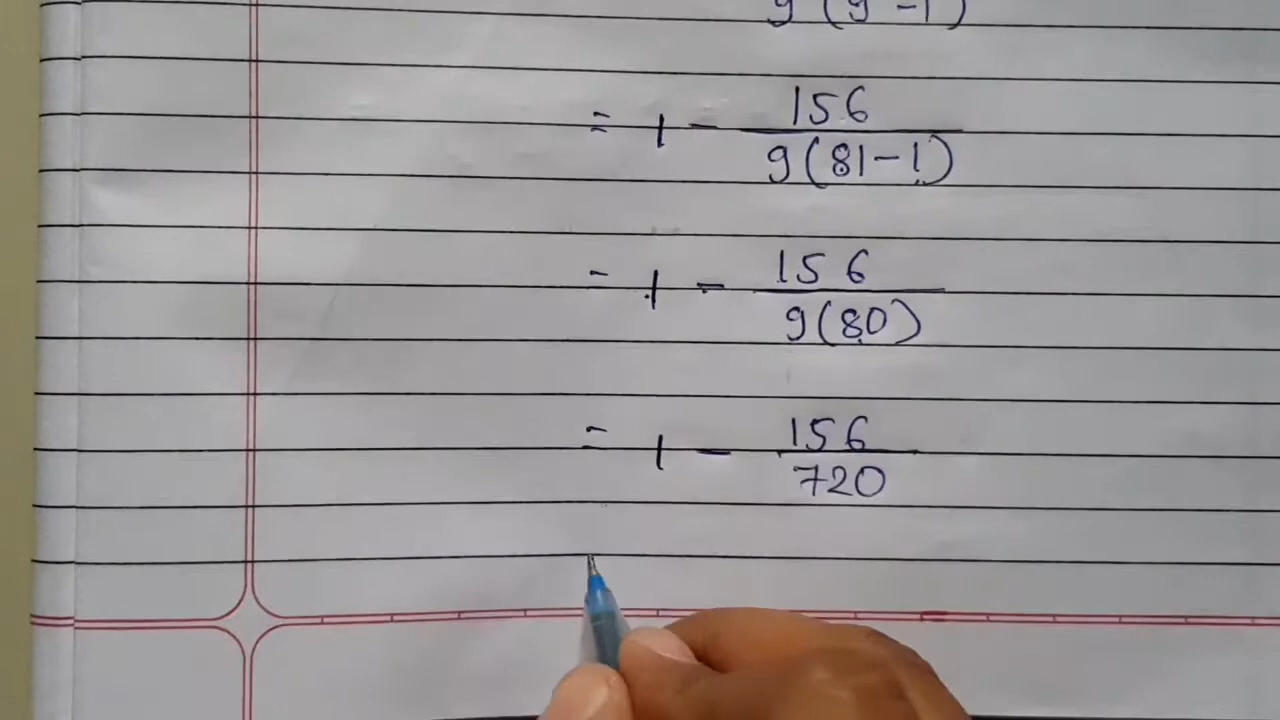 = 1 - 156 / 9(81-1)
= 1 - 156 / 9(80)
= 1 - 156 / 720